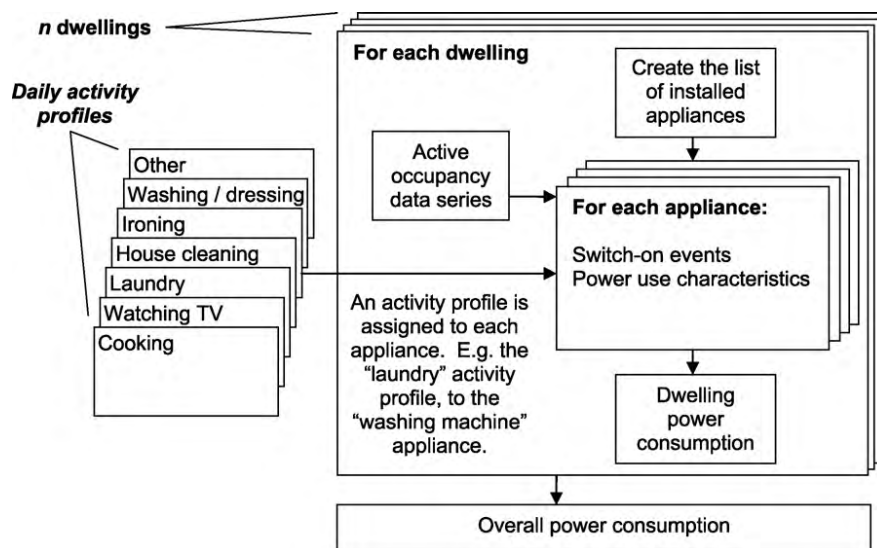 n dwellings
Daily activity
profiles
Other
Washing / dressing
Ironing
House cleaning
Laundry
Watching TV
Cooking
For each dwelling
Create the list
of installed
appliances
Active
occupancy
data series
For each appliance:
Switch-on events
Power use characteristics
An activity profile is
assigned to each
appliance. E.g. the
“laundry” activity
profile, to the
“washing machine”
appliance.
Dwelling
power
consumption
Overall power consumption